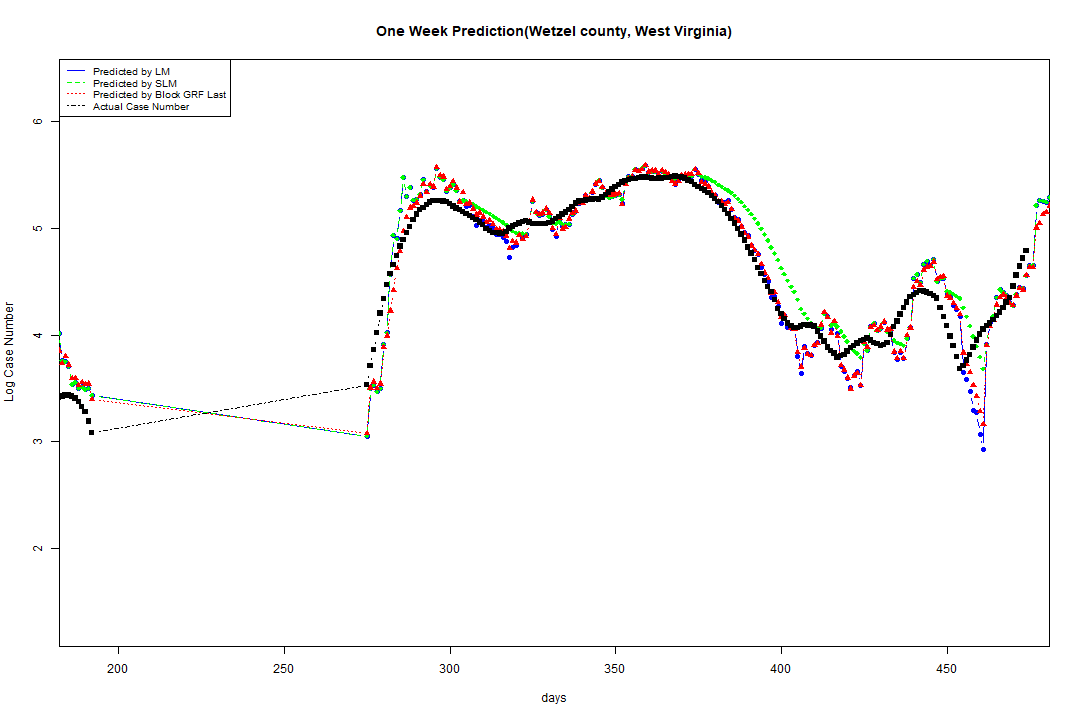 One Week Prediction(Wetzel county, West Virginia)
Predicted by LM
Predicted by SLM
Predicted by Block GRF Last
Actual Case Number
6
5
4
3
2
Log Case Number
200 250 300 350 400 450
days